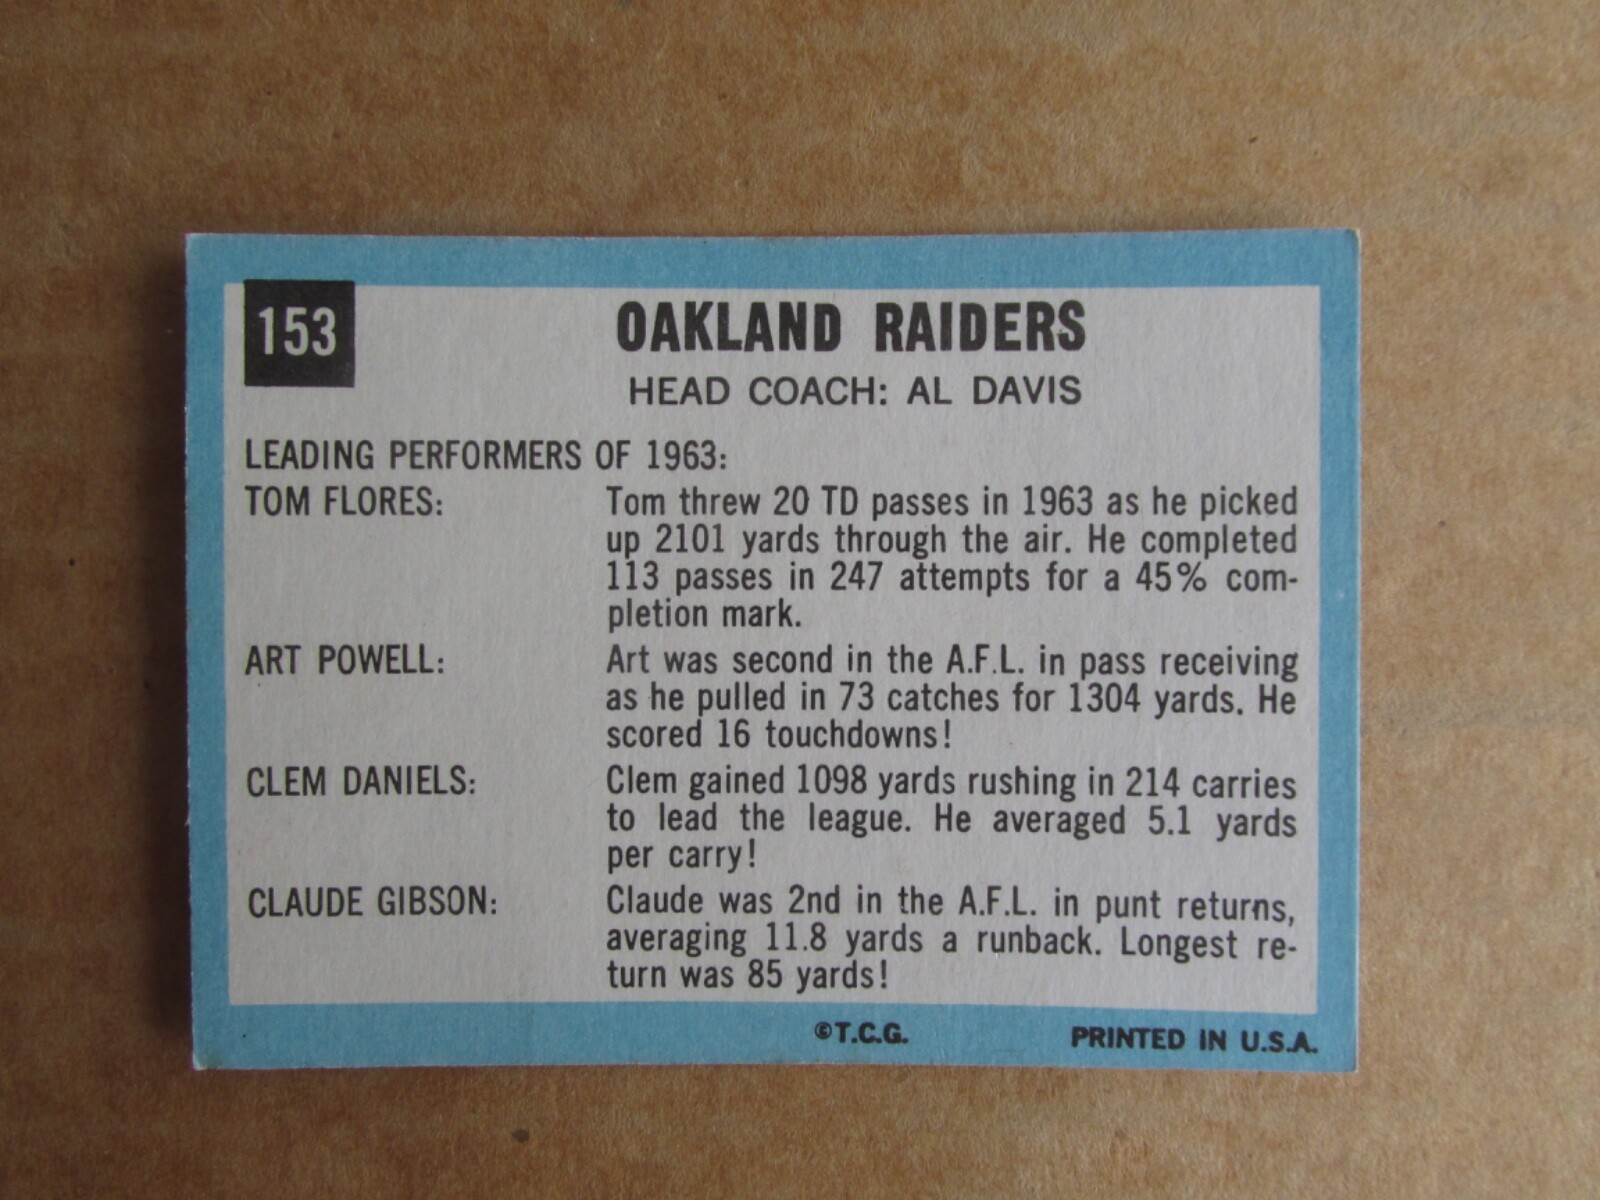 153
OAKLAND RAIDERS
HEAD COACH: AL DAVIS
LEADING PERFORMERS OF 1963:
TOM FLORES: Tom threw 20 TD passes in 1963 as he picked
up 2101 yards through the air. He completed
113 passes in 247 attempts for a 45% com-
pletion mark.
ART POWELL: Art was second in the A.F.L. in pass receiving
as he pulled in 73 catches for 1304 yards. He
scored 16 touchdowns!
CLEM DANIELS: Clem gained 1098 yards rushing in 214 carries
to lead the league. He averaged 5.1 yards
per carry!
CLAUDE GIBSON: Claude was 2nd in the A.F.L. in punt returns,
averaging 11.8 yards a runback. Longest re-
turn was 85 yards!
©T.C.G. PRINTED IN U.S.A.